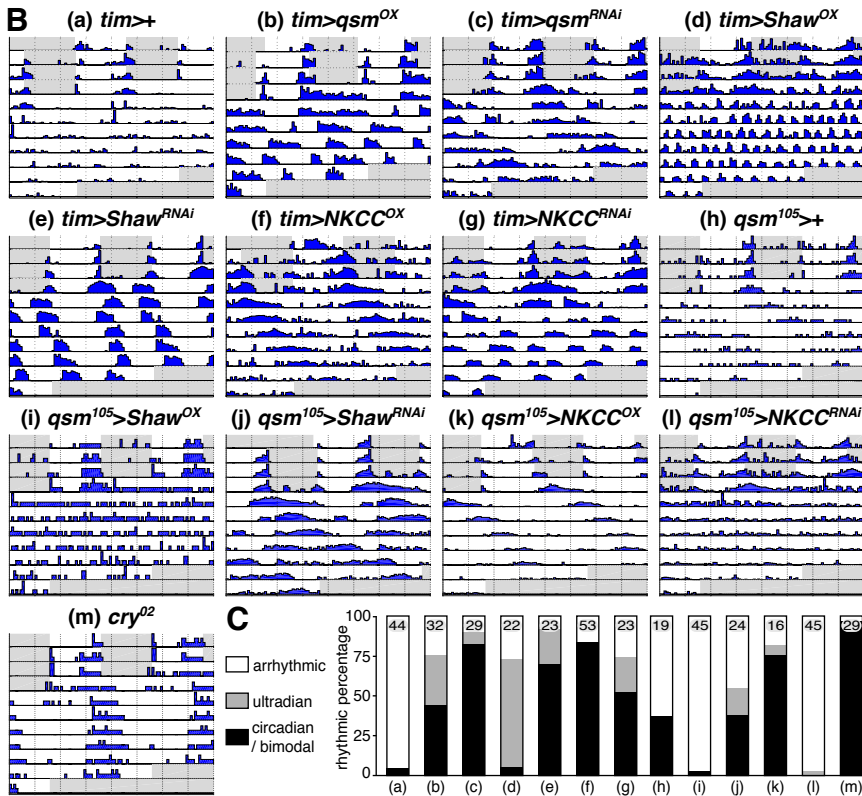 B
(a) tim>+
(b) tim>qsm^OX
(c) tim>qsm^RNAi
(d) tim>Shaw^OX
(e) tim>Shaw^RNAi
(f) tim>NKCC^OX
(g) tim>NKCC^RNAi
(h) qsm^105>+
(i) qsm^105>Shaw^OX
(j) qsm^105>Shaw^RNAi
(k) qsm^105>NKCC^OX
(l) qsm^105>NKCC^RNAi
(m) cry^02
C
arrhythmic
ultradian
circadian
/ bimodal
rhythmic percentage
100
75
50
25
0
44 32 29 22 23 53 23 19 45 24 16 45 29
(a) (b) (c) (d) (e) (f) (g) (h) (i) (j) (k) (l) (m)